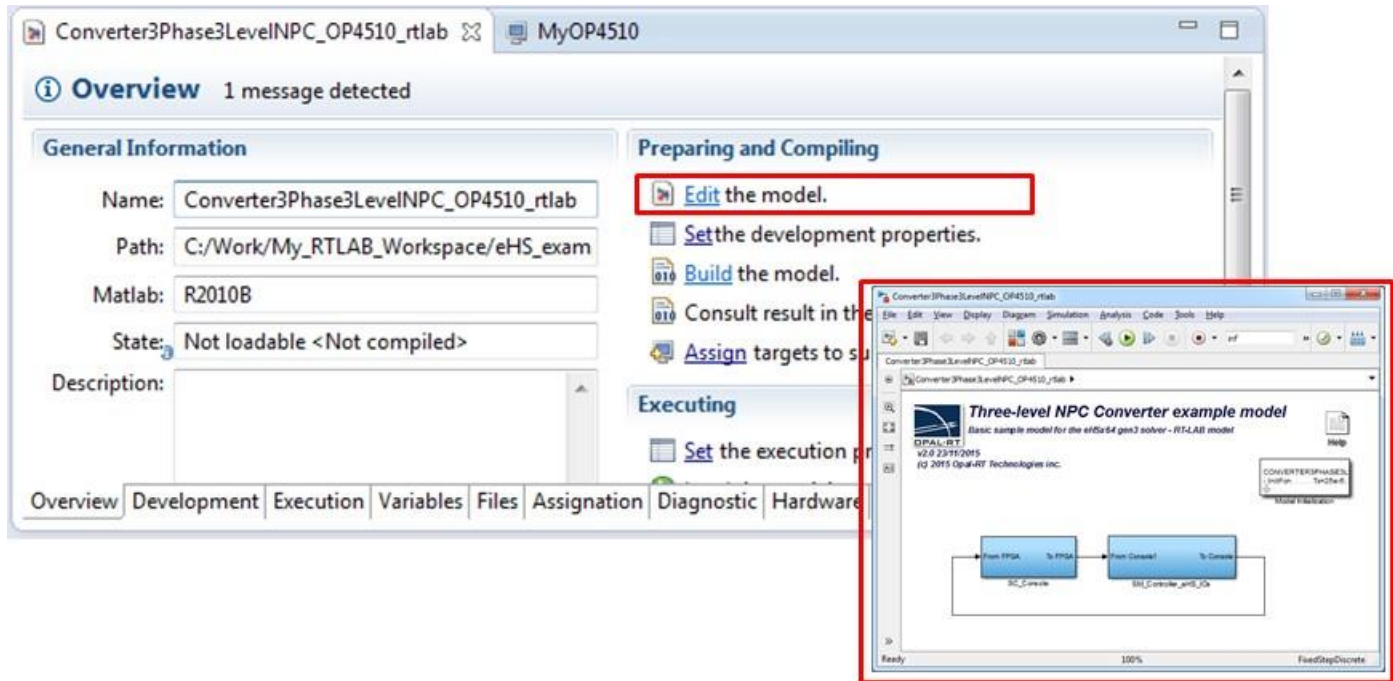 Converter3Phase3LevelNPC_OP4510_rtlab
MyOP4510
Overview 1 message detected
General Information
Name: Converter3Phase3LevelNPC_OP4510_rtlab
Path: C:/Work/My_RTLAB_Workspace/eHS_exam
Matlab: R2010B
State: Not loadable <Not compiled>
Description:
Preparing and Compiling
Edit the model.
Set the development properties.
Build the model.
Consult result in the
Assign targets to su
Executing
Set the execution pr
Overview Development Execution Variables Files Assignation Diagnostic Hardware
Converter3Phase3LevelNPC_OP4510_rtlab
File Edit View Display Diagram Simulation Analysis Code Tools Help
inf
Converter3Phase3LevelNPC_OP4510_rtlab
Converter3Phase3LevelNPC_OP4510_rtlab
Three-level NPC Converter example model
Basic sample model for the eHSx64 gen3 solver - RT-LAB model
OPAL-RT
v2.0 23/11/2015
(c) 2015 Opal-RT Technologies inc.
Help
CONVERTER3PHASE3L
Model Initialization
From FPGA To FPGA
From Console1 To Console
SC_Console
SM_Controller_eHS_IOs
Ready 100% FixedStepDiscrete